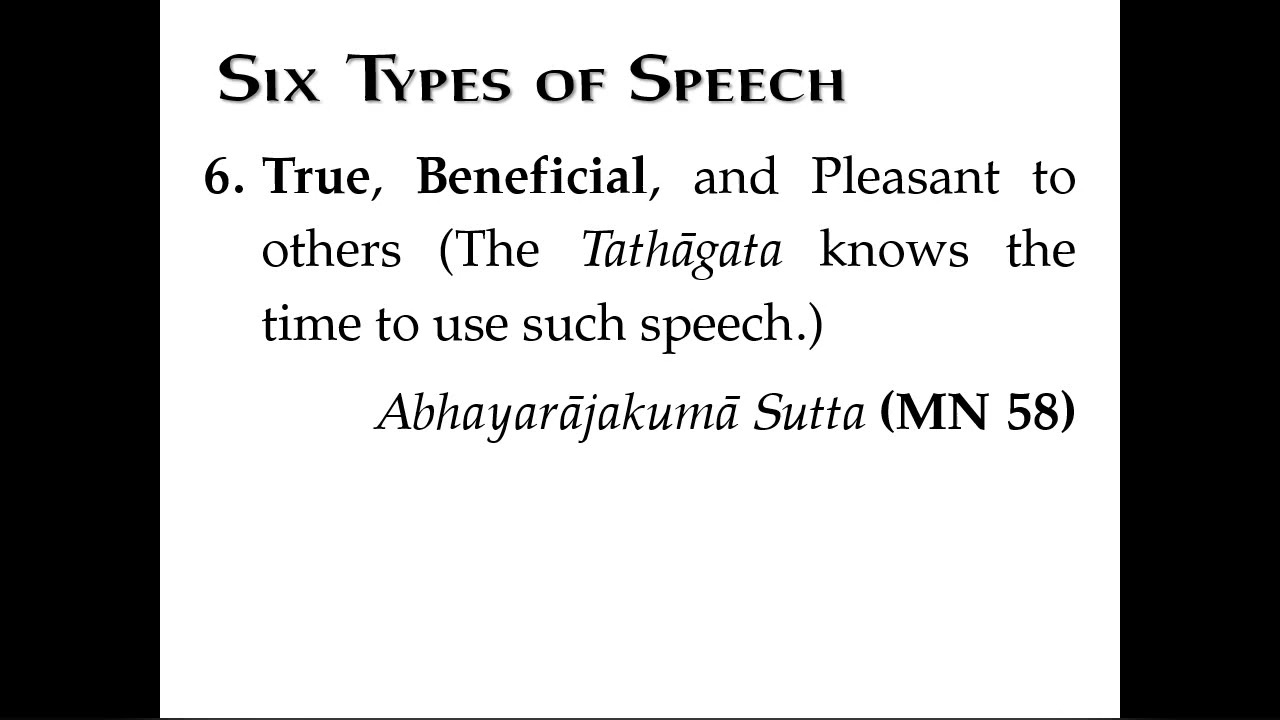 Six Types of Speech
6. True, Beneficial, and Pleasant to
others (The Tathāgata knows the
time to use such speech.)
Abhayarājakumā Sutta (MN 58)